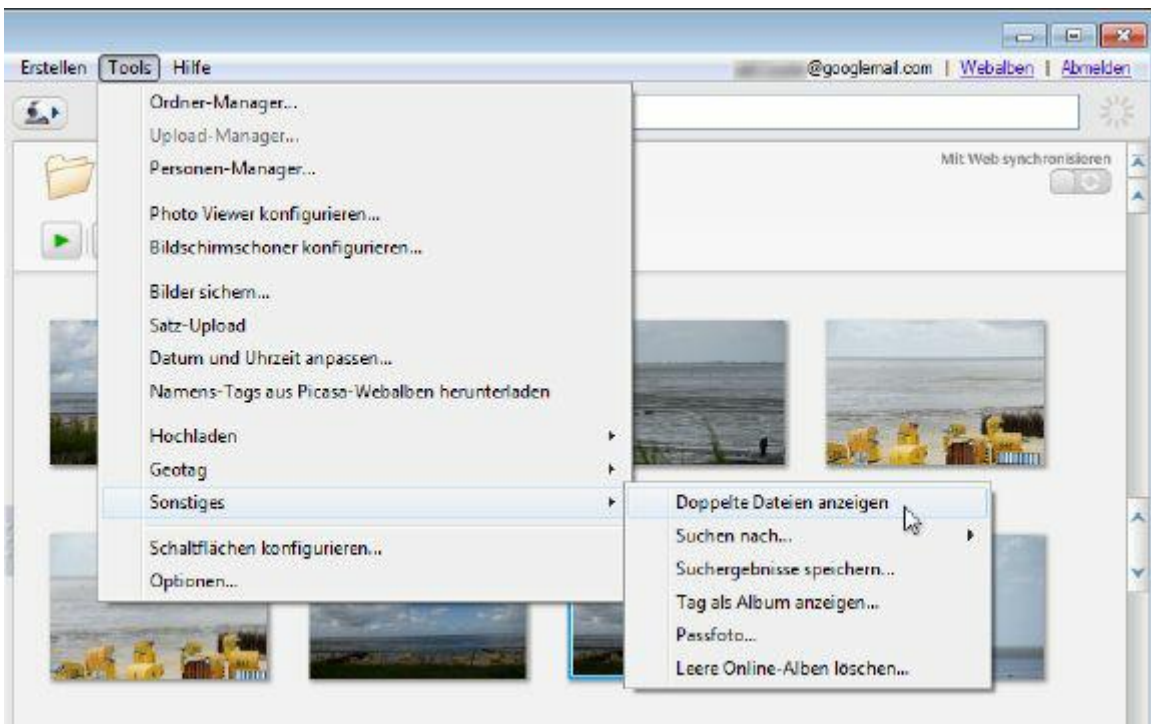 Erstellen Tools Hilfe
@googlemail.com | Webalben | Abmelden
Ordner-Manager...
Upload-Manager...
Personen-Manager...
Mit Web synchronisieren
Photo Viewer konfigurieren...
Bildschirmschoner konfigurieren...
Bilder sichern...
Satz-Upload
Datum und Uhrzeit anpassen...
Namens-Tags aus Picasa-Webalben herunterladen
Hochladen
Geotag
Sonstiges
Schaltflächen konfigurieren...
Optionen...
Doppelte Dateien anzeigen
Suchen nach...
Suchergebnisse speichern...
Tag als Album anzeigen...
Passfoto...
Leere Online-Alben löschen...